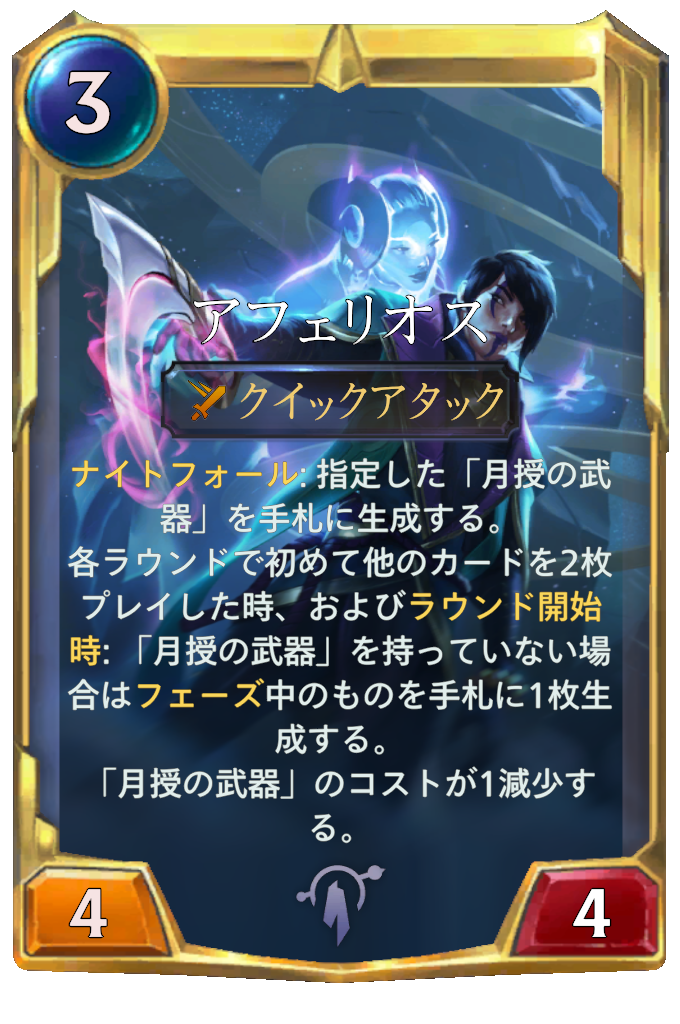 3
アフェリオス
クイックアタック
ナイトフォール: 指定した「月授の武
器」を手札に生成する。
各ラウンドで初めて他のカードを2枚
プレイした時、およびラウンド開始
時: 「月授の武器」を持っていない場
合はフェーズ中のものを手札に1枚生
成する。
「月授の武器」のコストが1減少す
る。
4
4